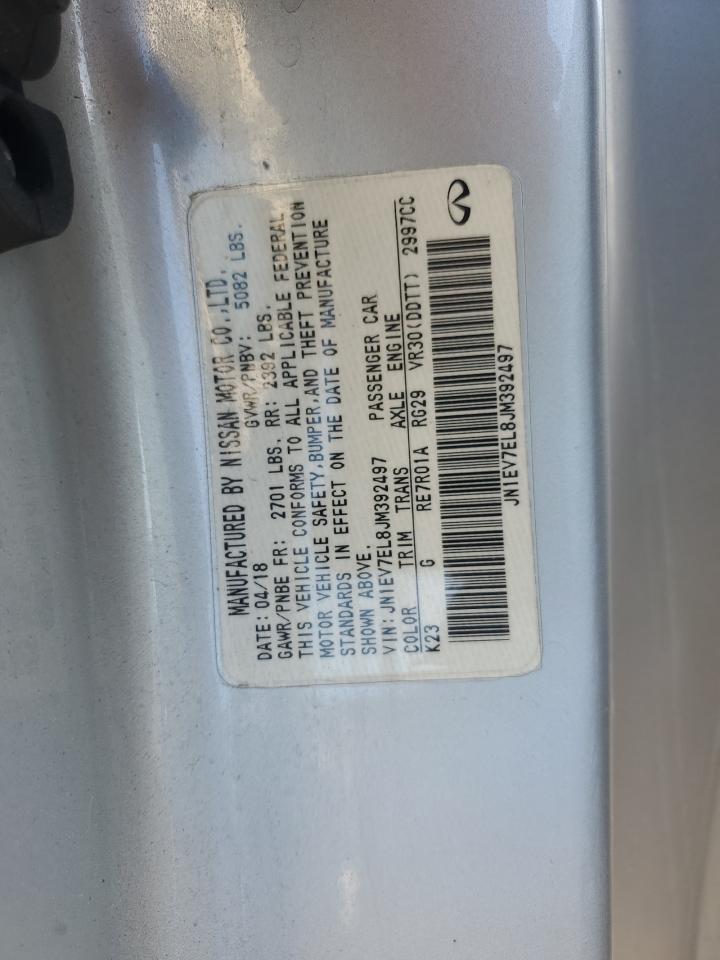 MANUFACTURED BY NISSAN MOTOR CO.,LTD.
DATE: 04/18 GVWR/PNBV: 5082 LBS.
GAWR/PNBE FR: 2701 LBS. RR: 2392 LBS.
THIS VEHICLE CONFORMS TO ALL APPLICABLE FEDERAL
MOTOR VEHICLE SAFETY,BUMPER,AND THEFT PREVENTION
STANDARDS IN EFFECT ON THE DATE OF MANUFACTURE
SHOWN ABOVE.
VIN:JN1EV7EL8JM392497 PASSENGER CAR
COLOR TRIM TRANS AXLE ENGINE
K23 G RE7R01A RG29 VR30(DDTT) 2997CC
JN1EV7EL8JM392497